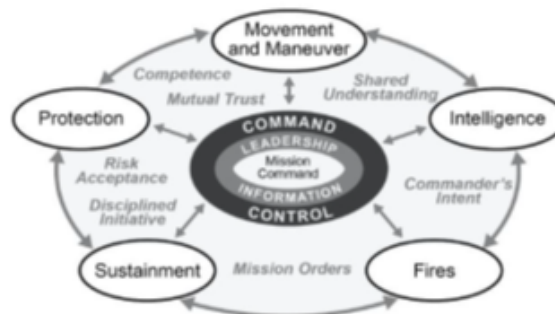 Movement
and Maneuver
Competence
Shared
Understanding
Mutual Trust
Protection
COMMAND
LEADERSHIP
Mission
Command
INFORMATION
CONTROL
Intelligence
Risk
Acceptance
Commander's
Intent
Disciplined
Initiative
Sustainment
Mission Orders
Fires